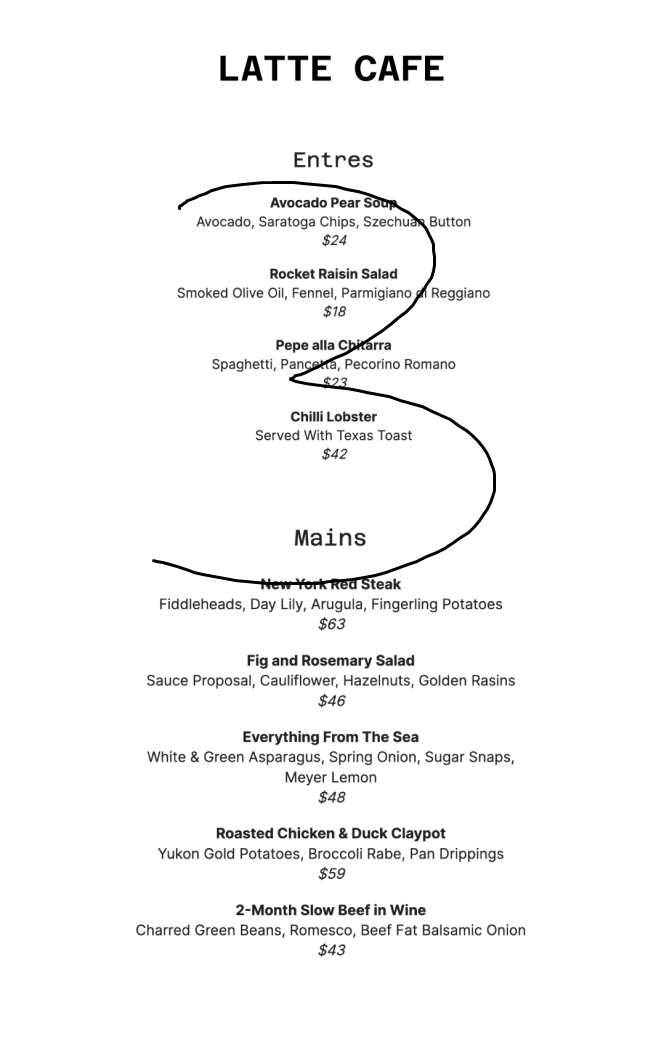 LATTE CAFE
Entres
Avocado Pear Soup
Avocado, Saratoga Chips, Szechuan Button
$24
Rocket Raisin Salad
Smoked Olive Oil, Fennel, Parmigiano di Reggiano
$18
Pepe alla Chitarra
Spaghetti, Pancetta, Pecorino Romano
$23
Chilli Lobster
Served With Texas Toast
$42
Mains
New York Red Steak
Fiddleheads, Day Lily, Arugula, Fingerling Potatoes
$63
Fig and Rosemary Salad
Sauce Proposal, Cauliflower, Hazelnuts, Golden Rasins
$46
Everything From The Sea
White & Green Asparagus, Spring Onion, Sugar Snaps,
Meyer Lemon
$48
Roasted Chicken & Duck Claypot
Yukon Gold Potatoes, Broccoli Rabe, Pan Drippings
$59
2-Month Slow Beef in Wine
Charred Green Beans, Romesco, Beef Fat Balsamic Onion
$43
3